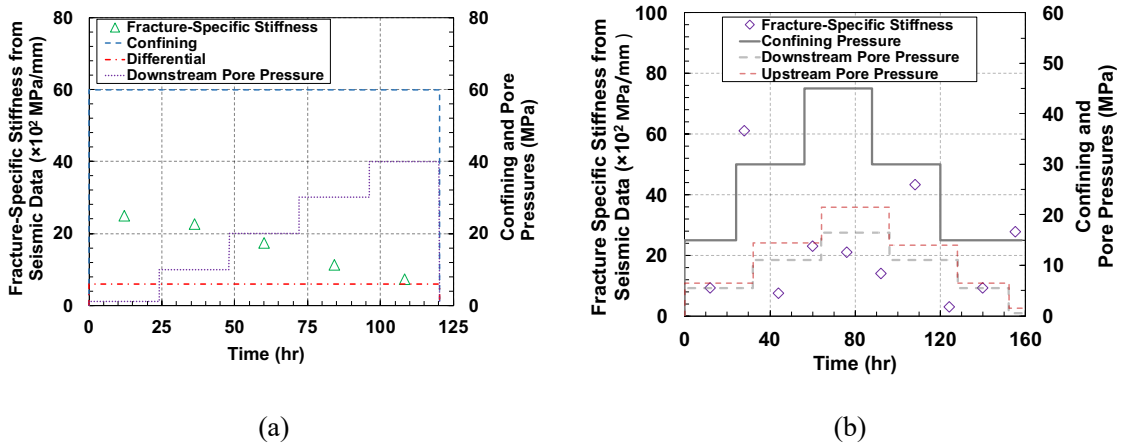 80
60
40
20
0
0
25
50
75
100
125
80
60
40
20
0
Fracture-Specific Stiffness from
Seismic Data (×10² MPa/mm)
Confining and Pore
Pressures (MPa)
Time (hr)
Fracture-Specific Stiffness
Confining
Differential
Downstream Pore Pressure
(a)
100
80
60
40
20
0
0
40
80
120
160
60
50
40
30
20
10
0
Fracture Specific Stiffness from
Seismic Data (×10² MPa/mm )
Confining and
Pore Pressures (MPa)
Time (hr)
Fracture-Specific Stiffness
Confining Pressure
Downstream Pore Pressure
Upstream Pore Pressure
(b)